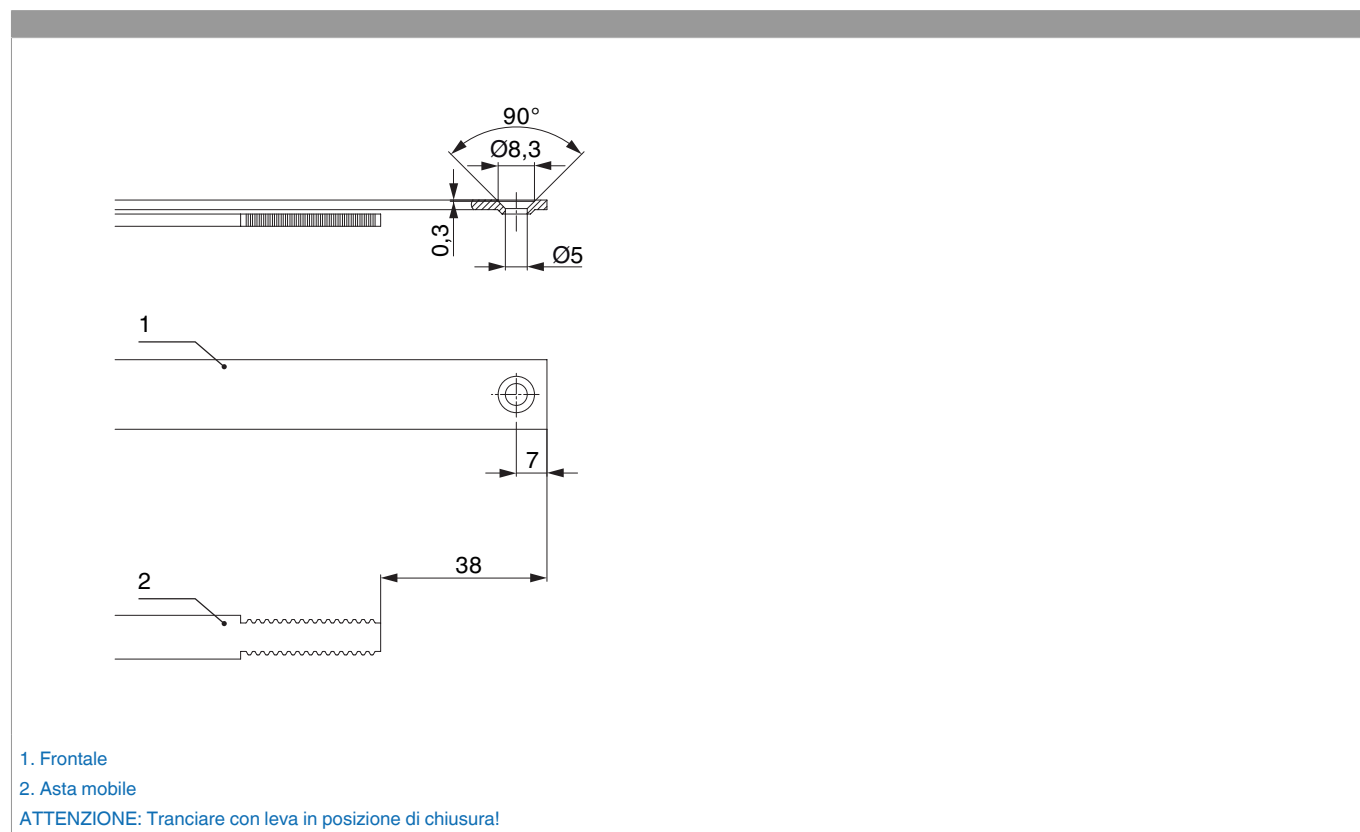 90°
Ø8,3
0,3
Ø5
1
7
38
2
1. Frontale
2. Asta mobile
ATTENZIONE: Tranciare con leva in posizione di chiusura!